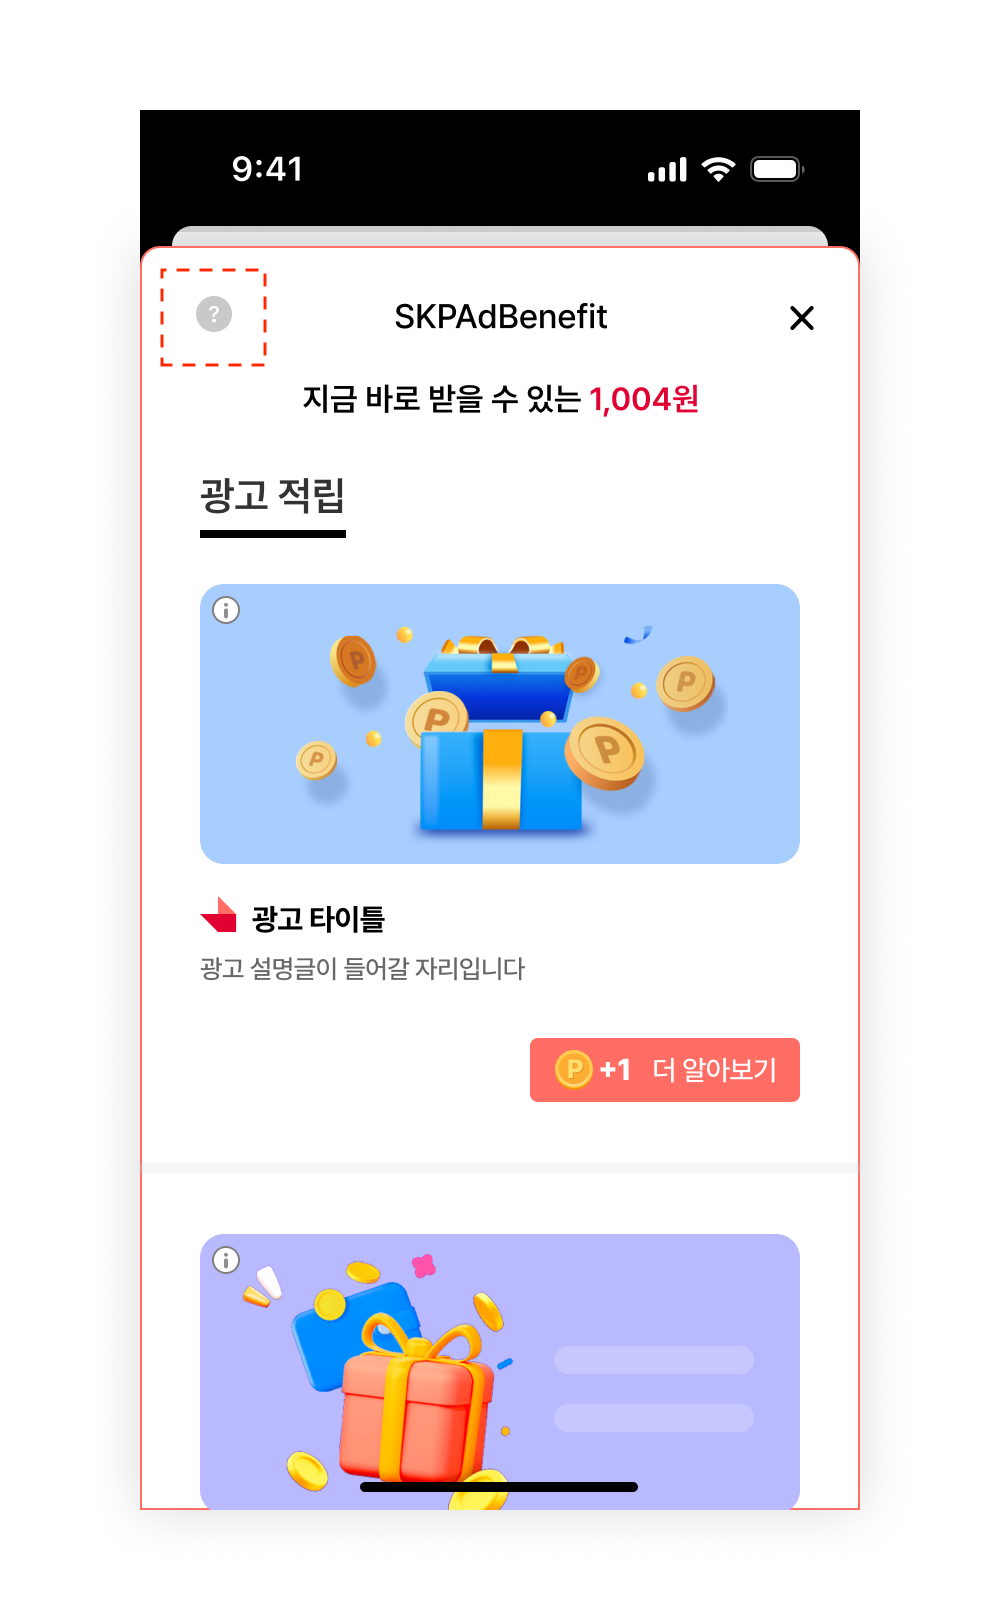 9:41
?
SKPAdBenefit
지금 바로 받을 수 있는 1,004원
광고 적립
P
P
P
P
P
P
광고 타이틀
광고 설명글이 들어갈 자리입니다
P +1 더 알아보기